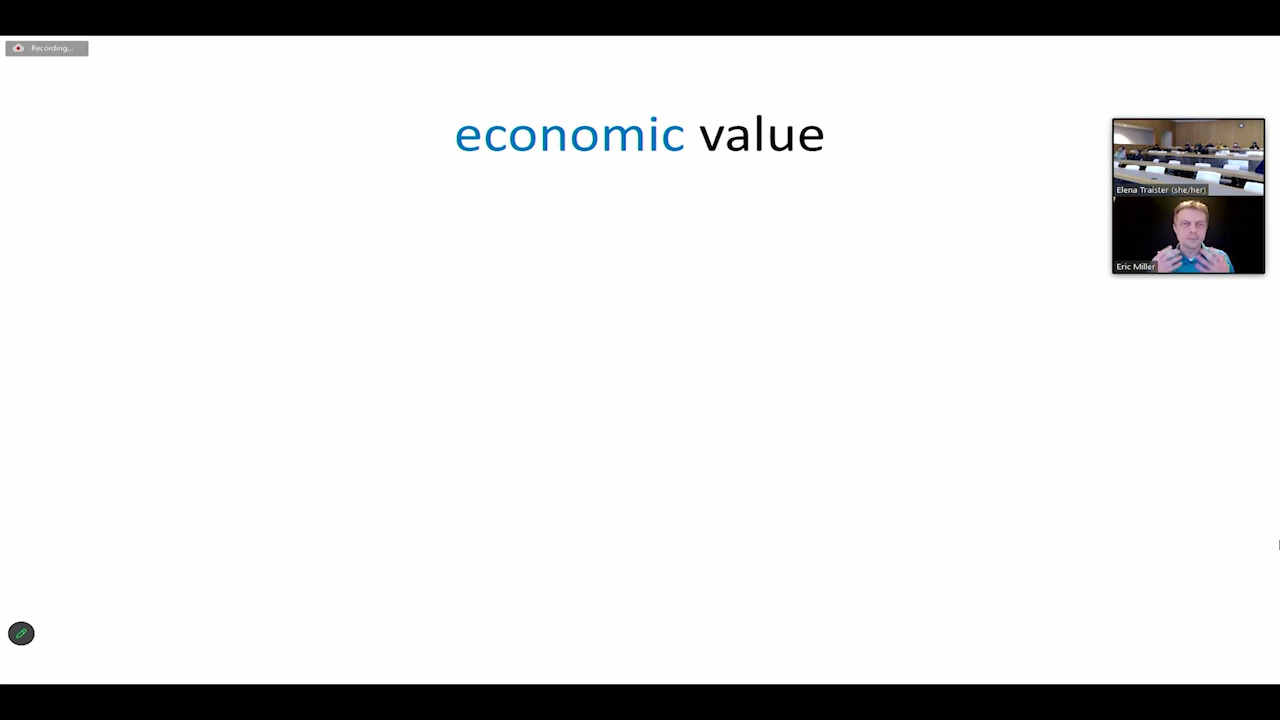 Recording...
economic value
Elena Traister (she/her)
Eric Miller